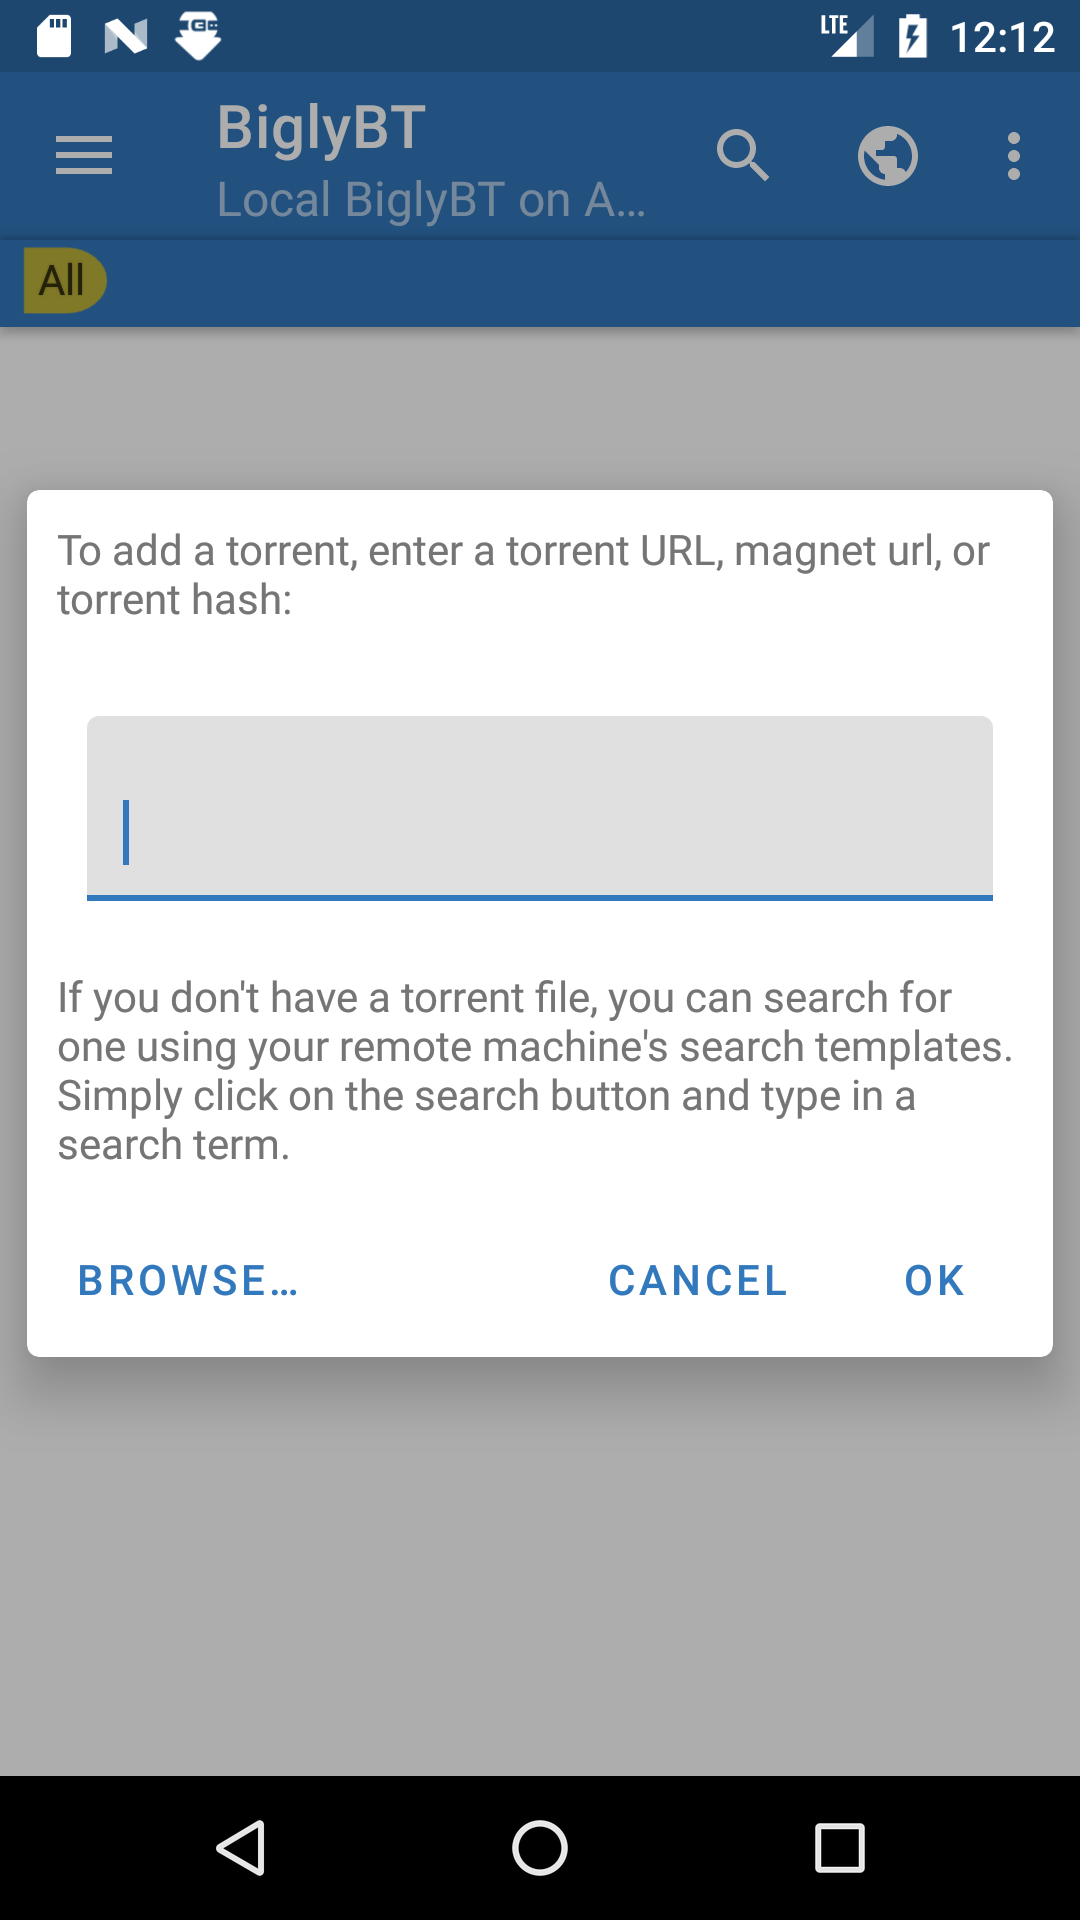 LTE 12:12
BiglyBT
Local BiglyBT on A...
All
To add a torrent, enter a torrent URL, magnet url, or
torrent hash:
If you don't have a torrent file, you can search for
one using your remote machine's search templates.
Simply click on the search button and type in a
search term.
BROWSE...
CANCEL
OK